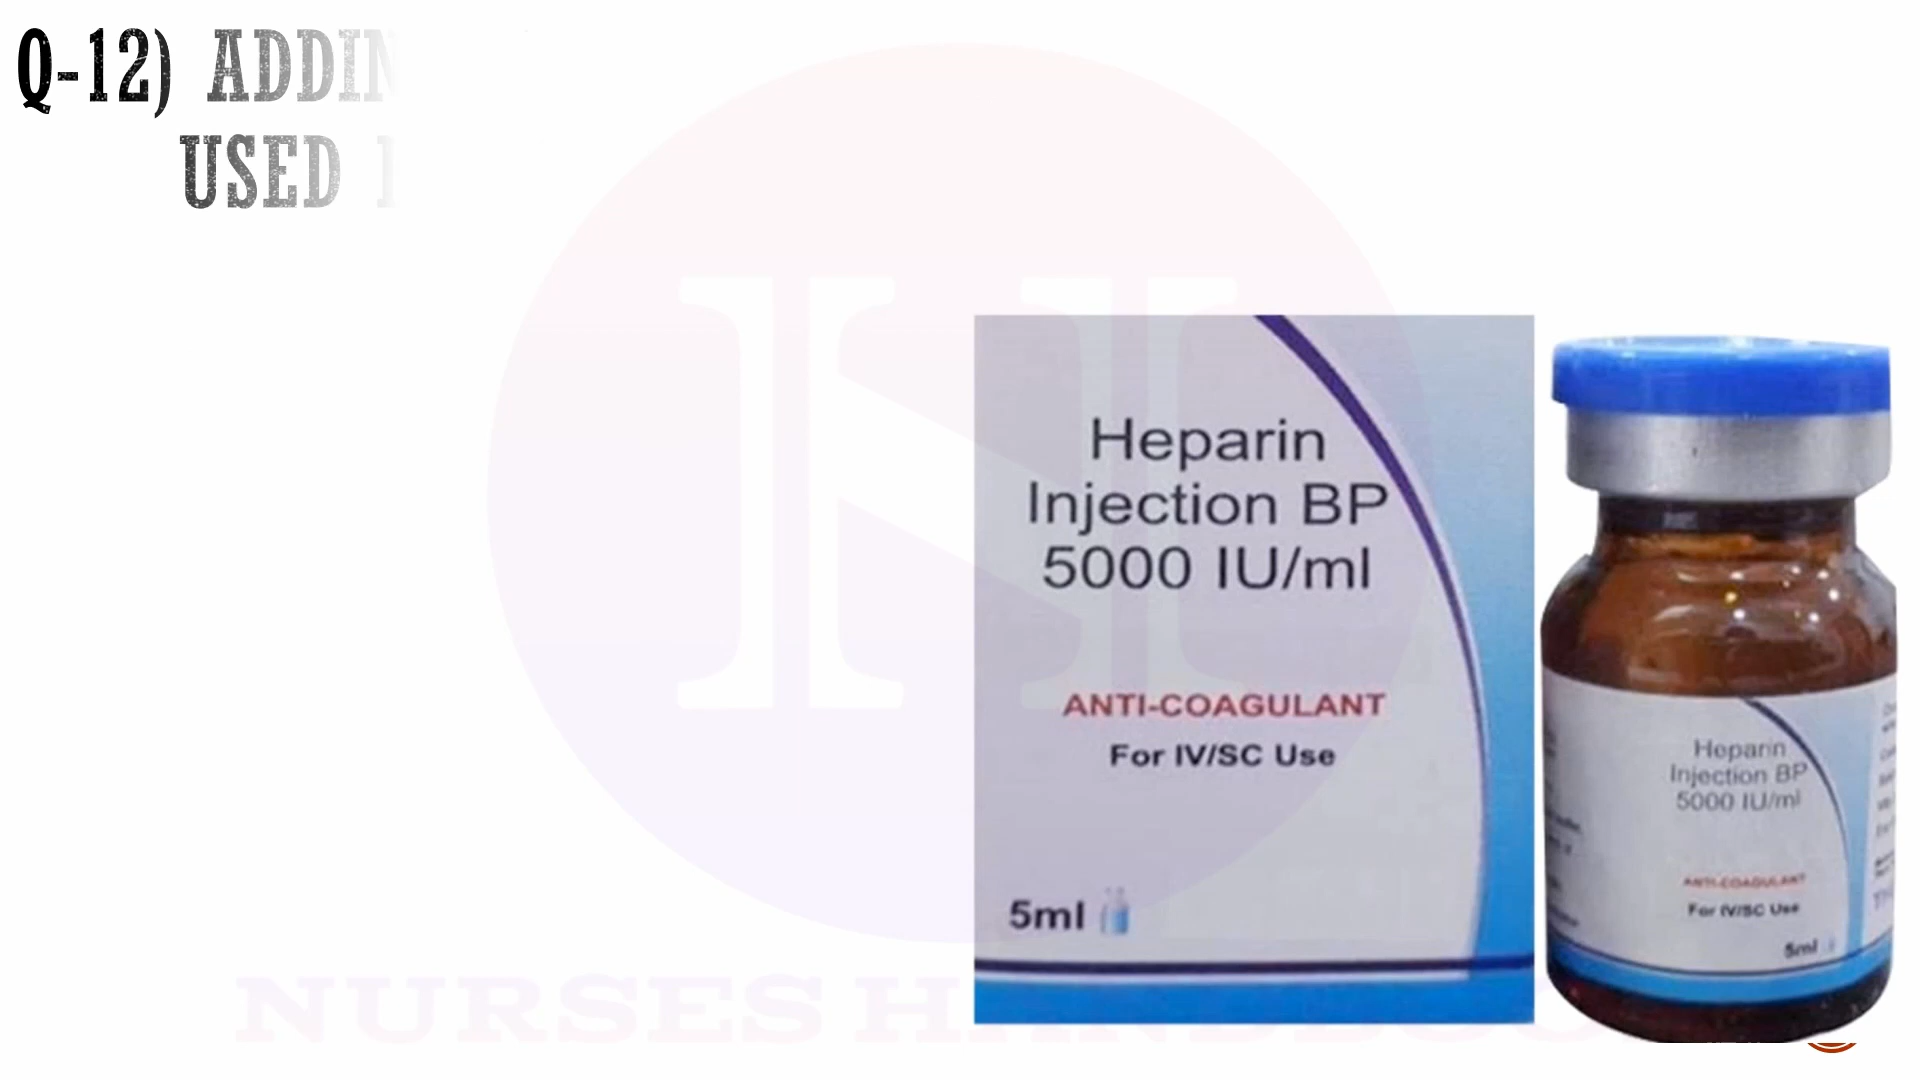 Q-12) ADDIN
USED
Heparin
Injection BP
5000 IU/ml
ANTI-COAGULANT
For IV/SC Use
5ml
Heparin
Injection BP
5000 IU/ml
ANTI-COAGULANT
For IV/SC Use
5ml
NURSES